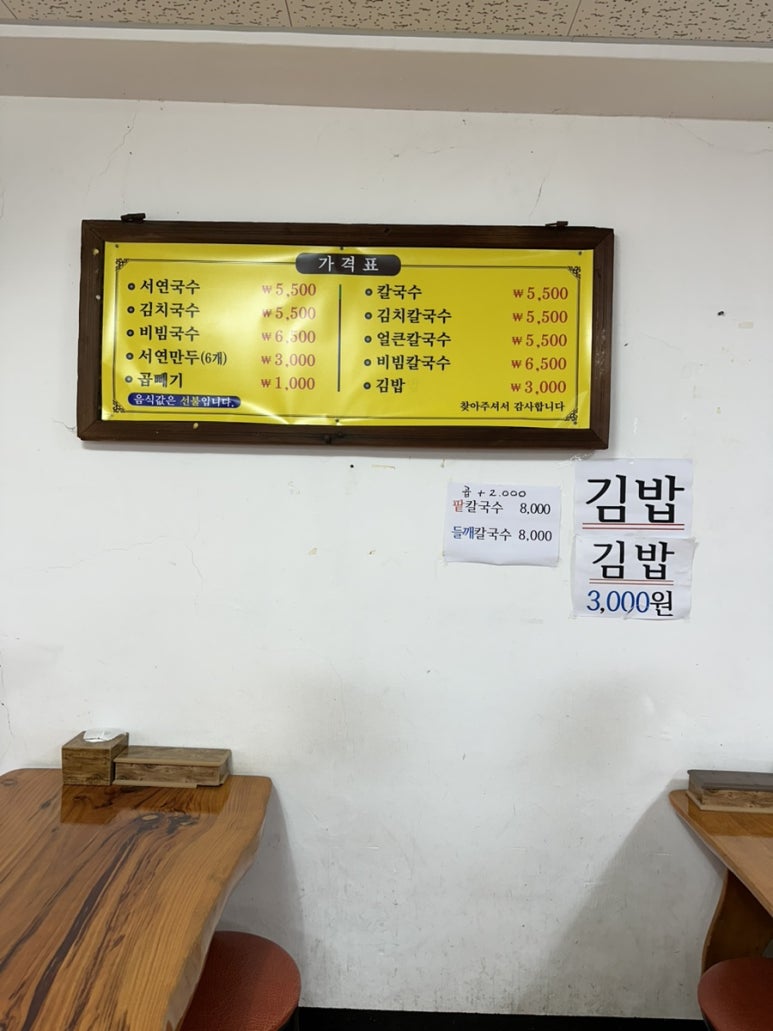 가격표
서연국수 ₩5,500
김치국수 ₩5,500
비빔국수 ₩6,500
서연만두(6개) ₩3,000
곱빼기 ₩1,000
음식값은 선불입니다.
칼국수 ₩5,500
김치칼국수 ₩5,500
얼큰칼국수 ₩5,500
비빔칼국수 ₩6,500
김밥 ₩3,000
찾아주셔서 감사합니다
곱 + 2.000
팥칼국수 8,000
들깨칼국수 8,000
김밥
김밥
3,000원